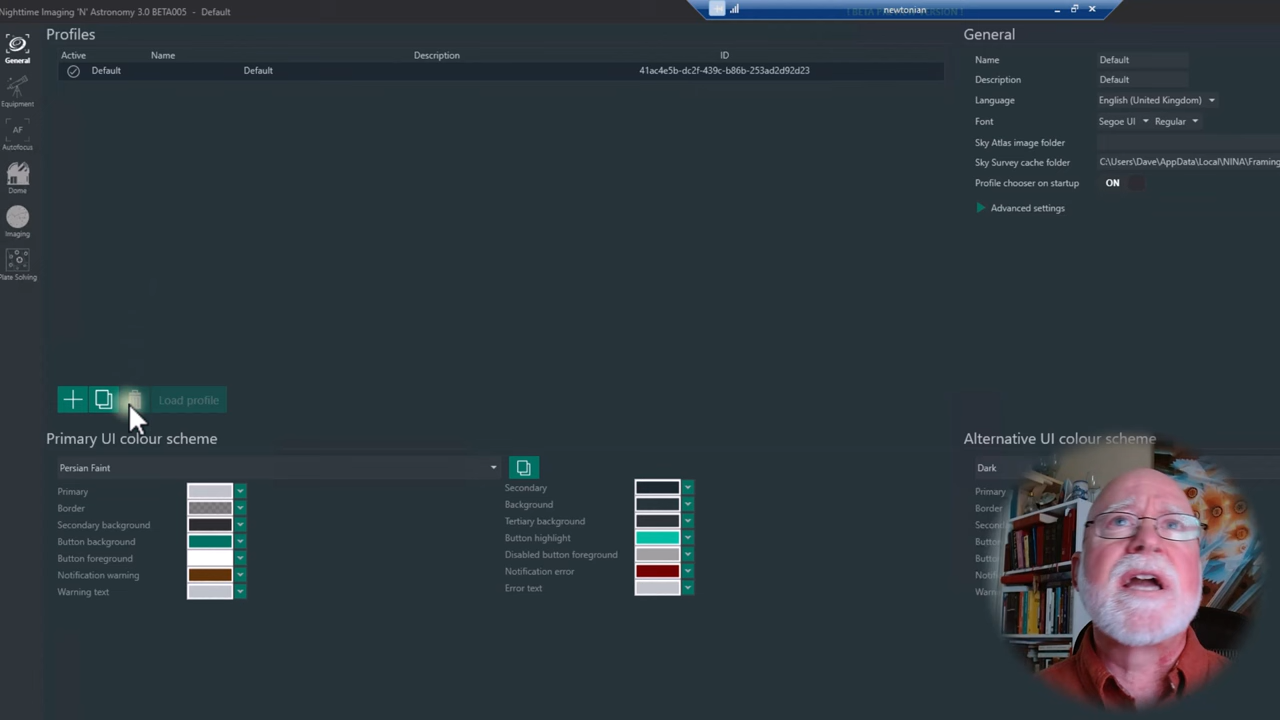 Nighttime Imaging 'N' Astronomy 3.0 BETA005 - Default
newtonian
General
Equipment
AF
Autofocus
Dome
Imaging
Plate Solving
Profiles
Active Name Description ID
Default Default 41ac4e5b-dc2f-439c-b86b-253ad2d92d23
Load profile
General
Name Default
Description Default
Language English (United Kingdom)
Font Segoe UI Regular
Sky Atlas image folder
Sky Survey cache folder C:\Users\Dave\AppData\Local\NINA\Framing
Profile chooser on startup ON
Advanced settings
Primary UI colour scheme
Persian Faint
Primary
Border
Secondary background
Button background
Button foreground
Notification warning
Warning text
Secondary
Background
Tertiary background
Button highlight
Disabled button foreground
Notification error
Error text
Alternative UI colour scheme
Dark
Primary
Border